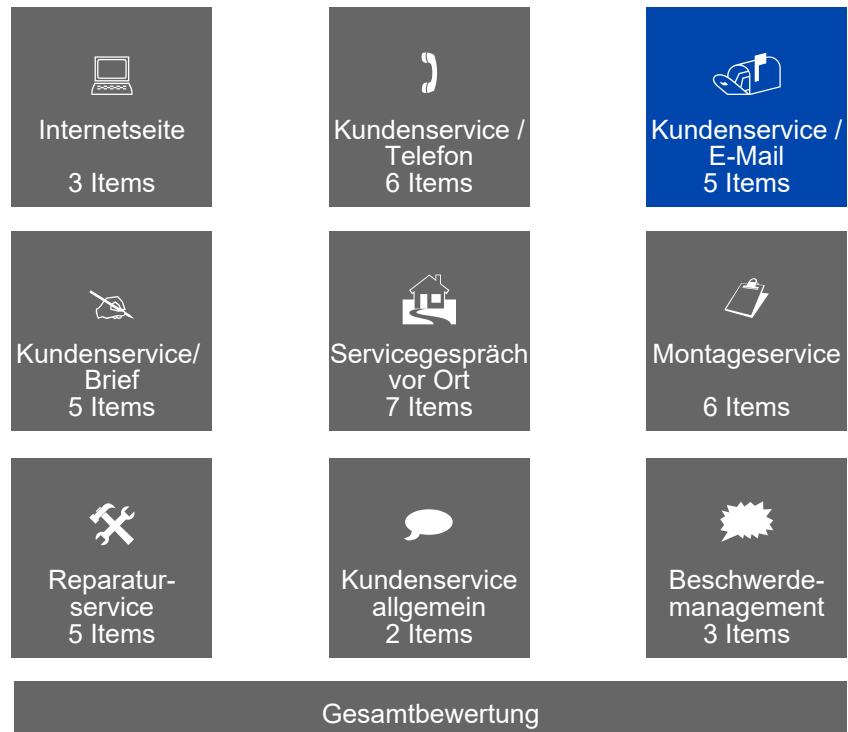 Internetseite
3 Items
Kundenservice /
Telefon
6 Items
Kundenservice /
E-Mail
5 Items
Kundenservice/
Brief
5 Items
Servicegespräch
vor Ort
7 Items
Montageservice
6 Items
Reparatur-
service
5 Items
Kundenservice
allgemein
2 Items
Beschwerde-
management
3 Items
Gesamtbewertung